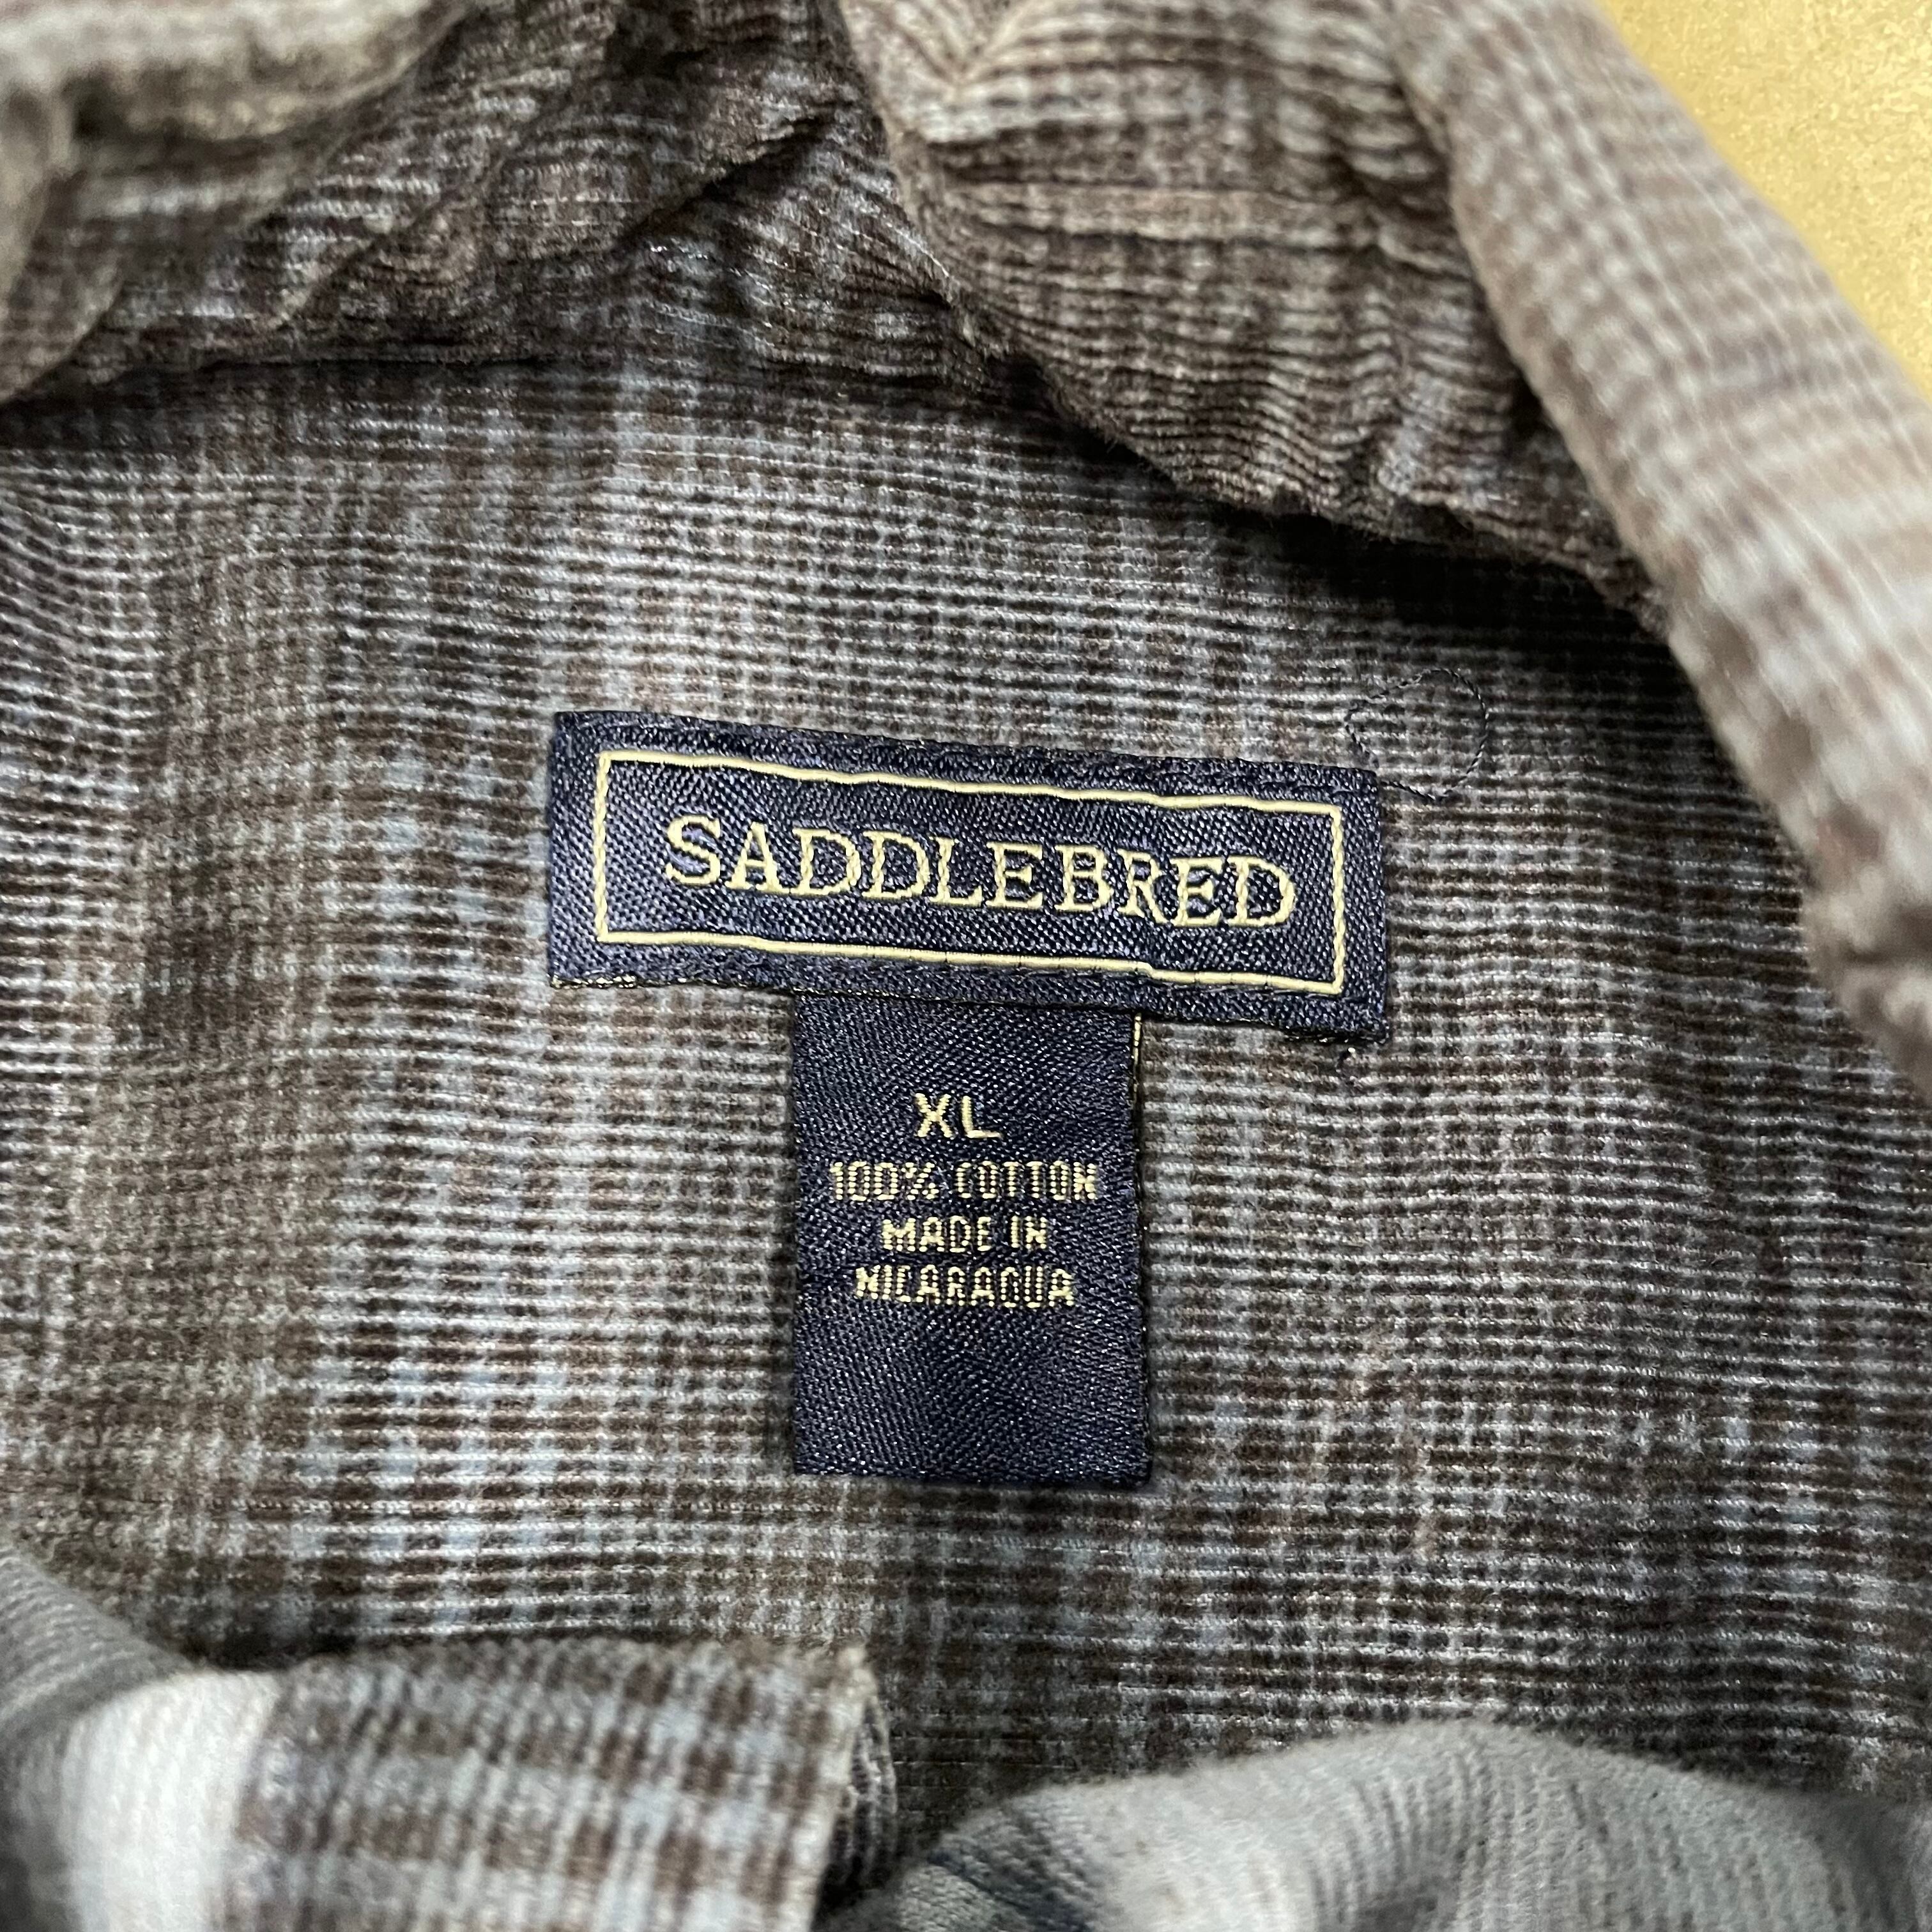 SADDLEBRED
XL
100% COTTON
MADE IN
NICARAGUA